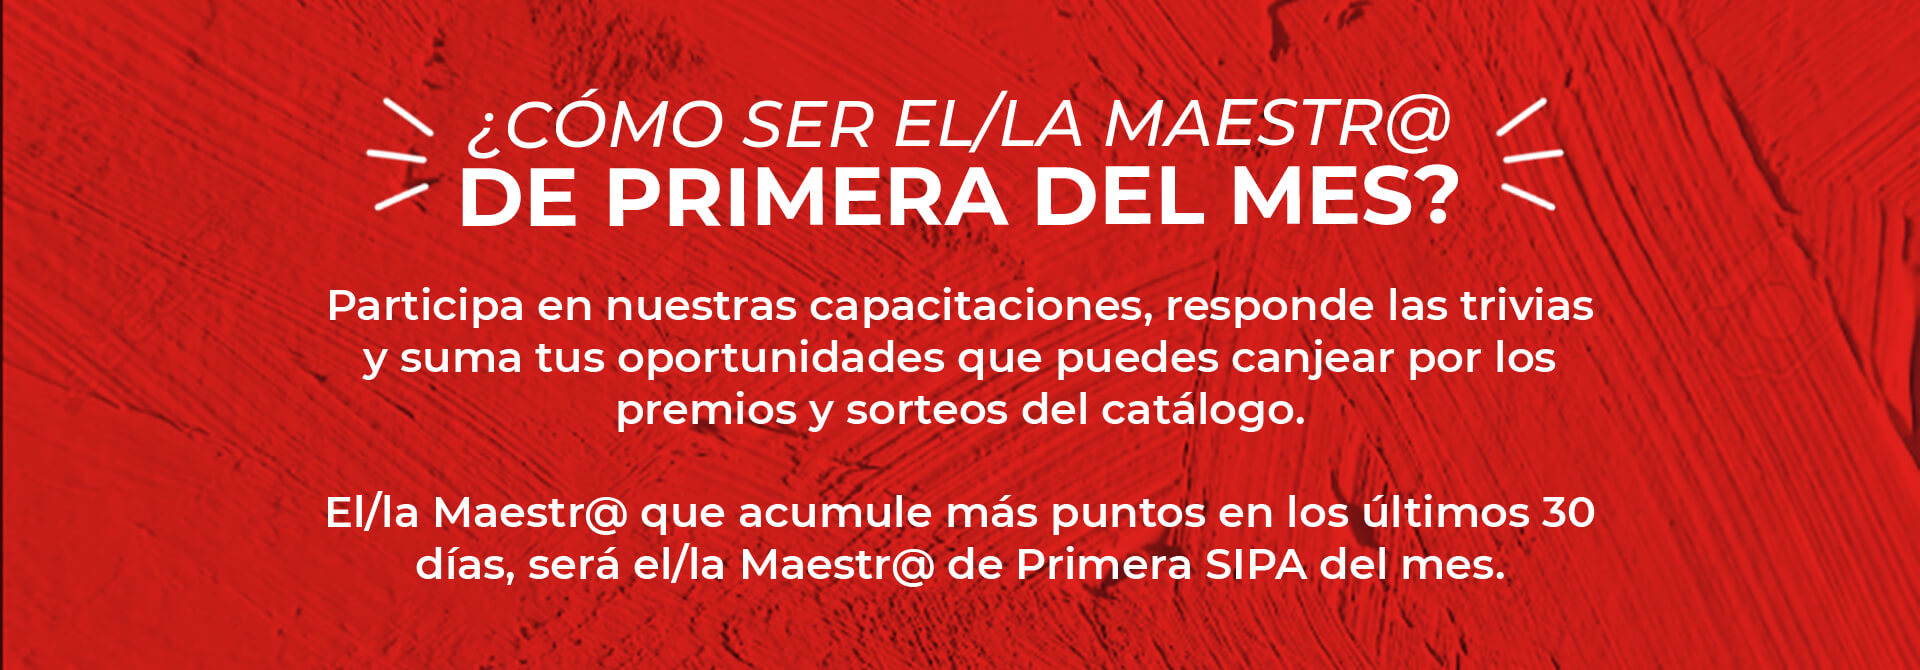 ¿CÓMO SER EL/LA MAESTR@
DE PRIMERA DEL MES?
Participa en nuestras capacitaciones, responde las trivias
y suma tus oportunidades que puedes canjear por los
premios y sorteos del catálogo.
El/la Maestr@ que acumule más puntos en los últimos 30
días, será el/la Maestr@ de Primera SIPA del mes.